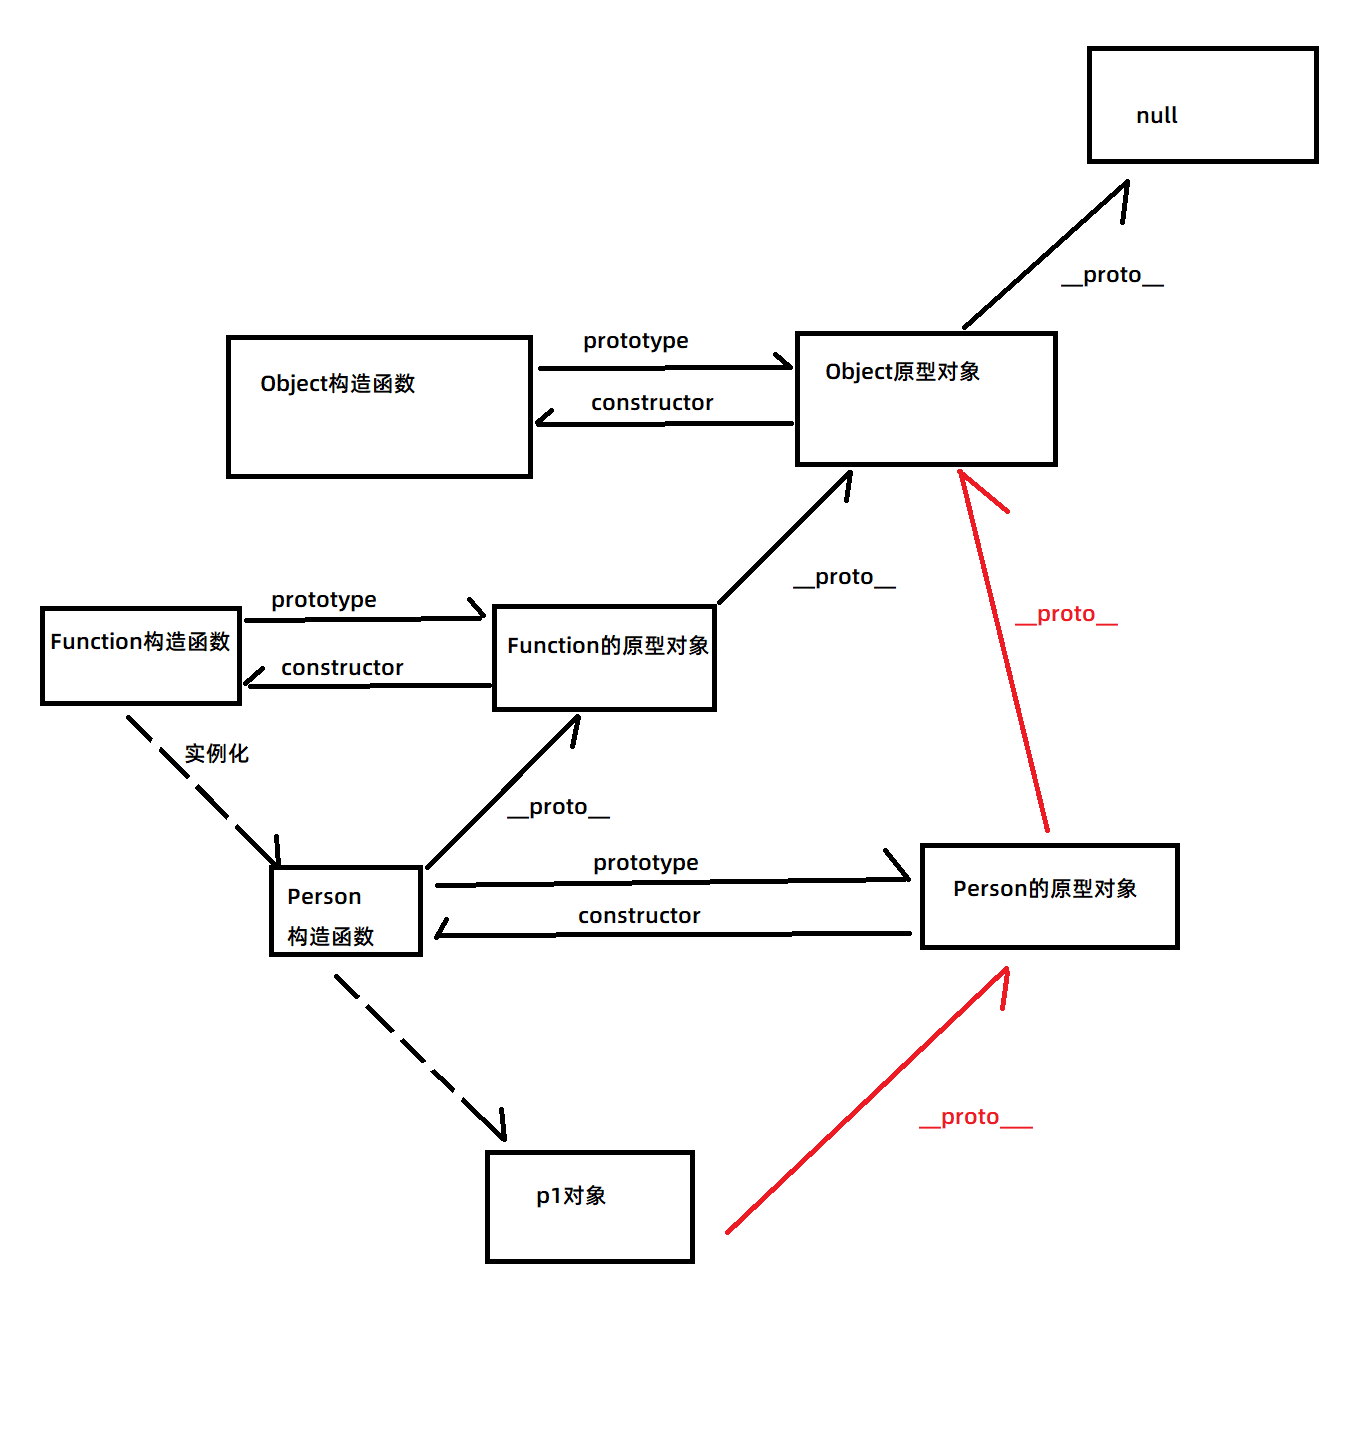 null
__proto__
prototype
Object构造函数
Object原型对象
constructor
__proto__
prototype
__proto__
Function构造函数
Function的原型对象
constructor
实例化
__proto__
prototype
Person
构造函数
Person的原型对象
constructor
__proto___
p1对象